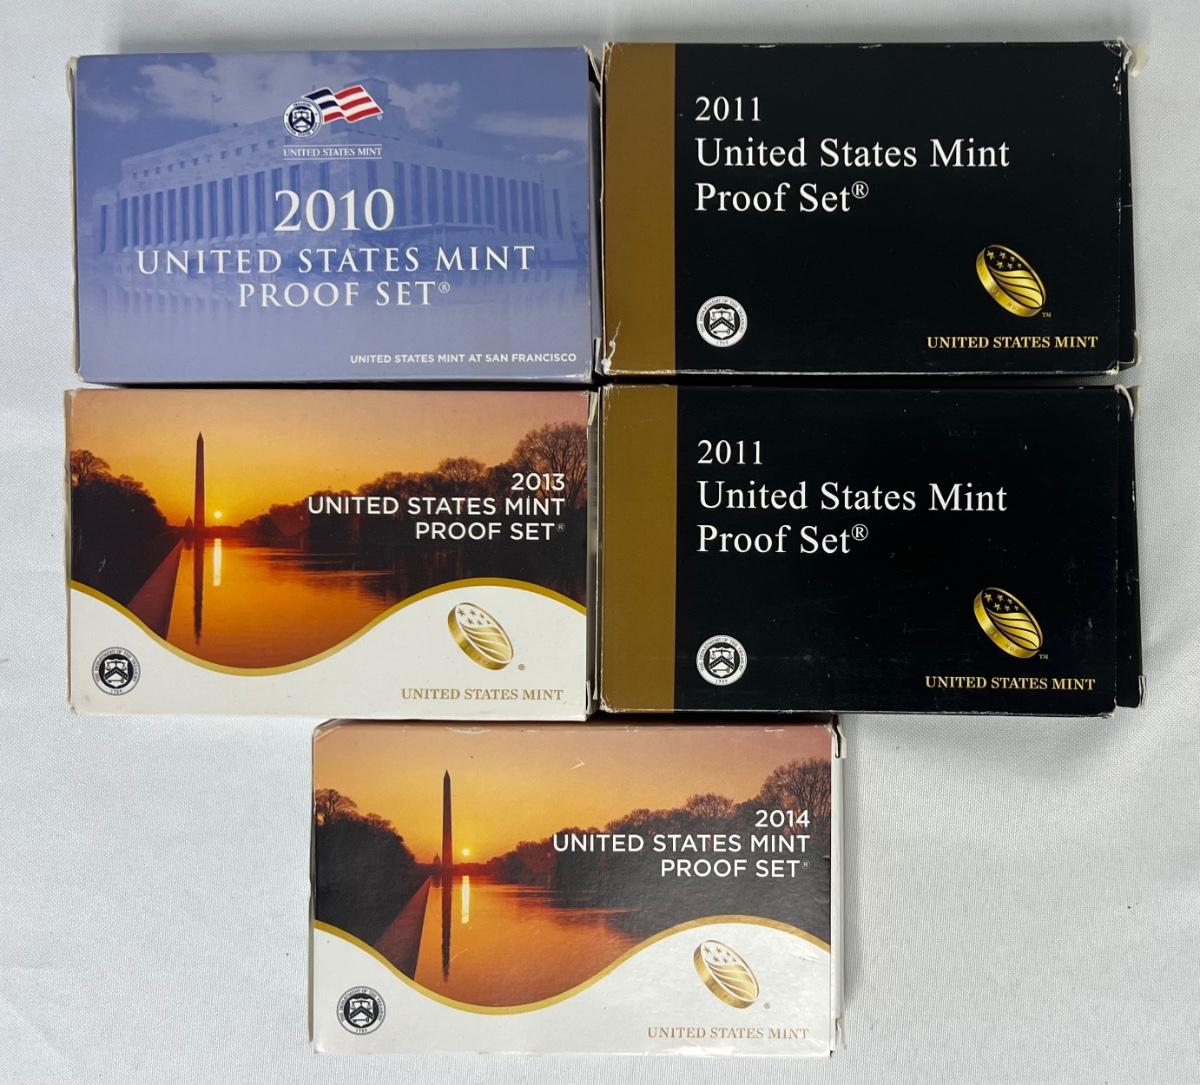 UNITED STATES MINT
2010
UNITED STATES MINT
PROOF SET®
UNITED STATES MINT AT SAN FRANCISCO
2011
United States Mint
Proof Set®
™
UNITED STATES MINT
2013
UNITED STATES MINT
PROOF SET®
®
UNITED STATES MINT
2011
United States Mint
Proof Set®
™
UNITED STATES MINT
2014
UNITED STATES MINT
PROOF SET®
®
UNITED STATES MINT